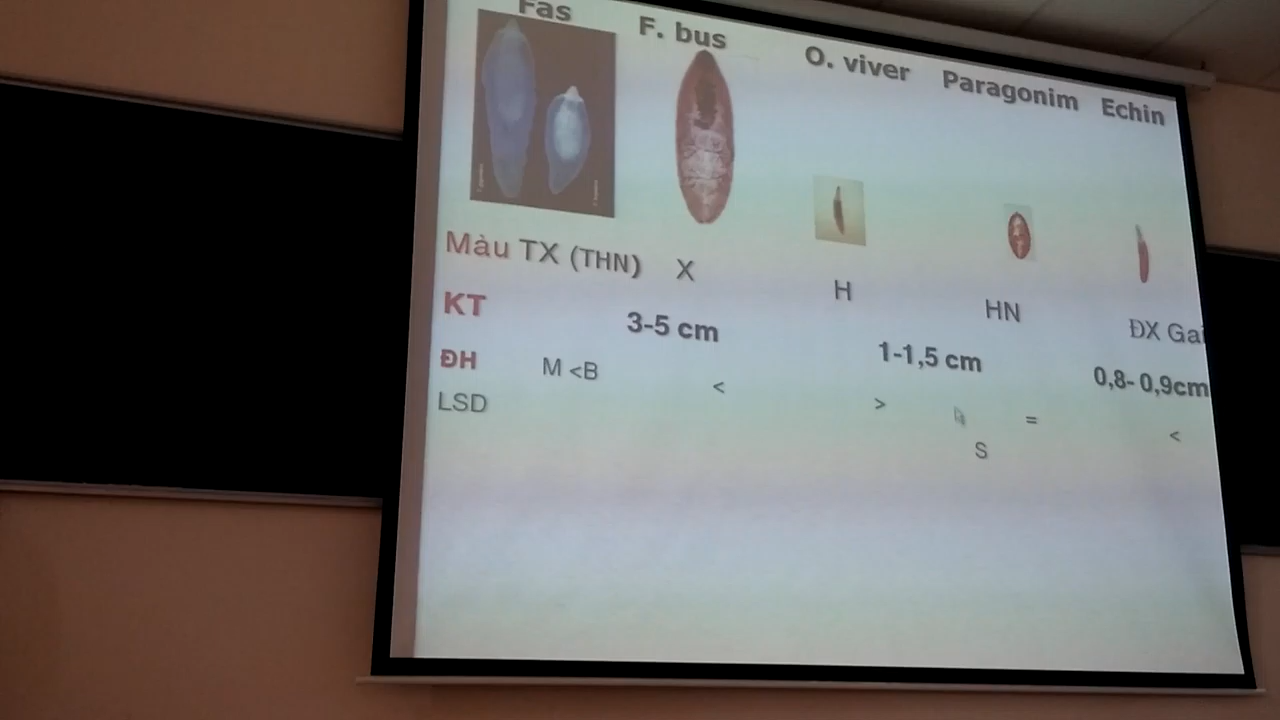 Fas F. bus O. viver Paragonim Echin
Màu TX (THN) X H HN ĐX Gai
KT 3-5 cm 1-1,5 cm 0,8- 0,9cm
ĐH M <B < > = <
LSD S